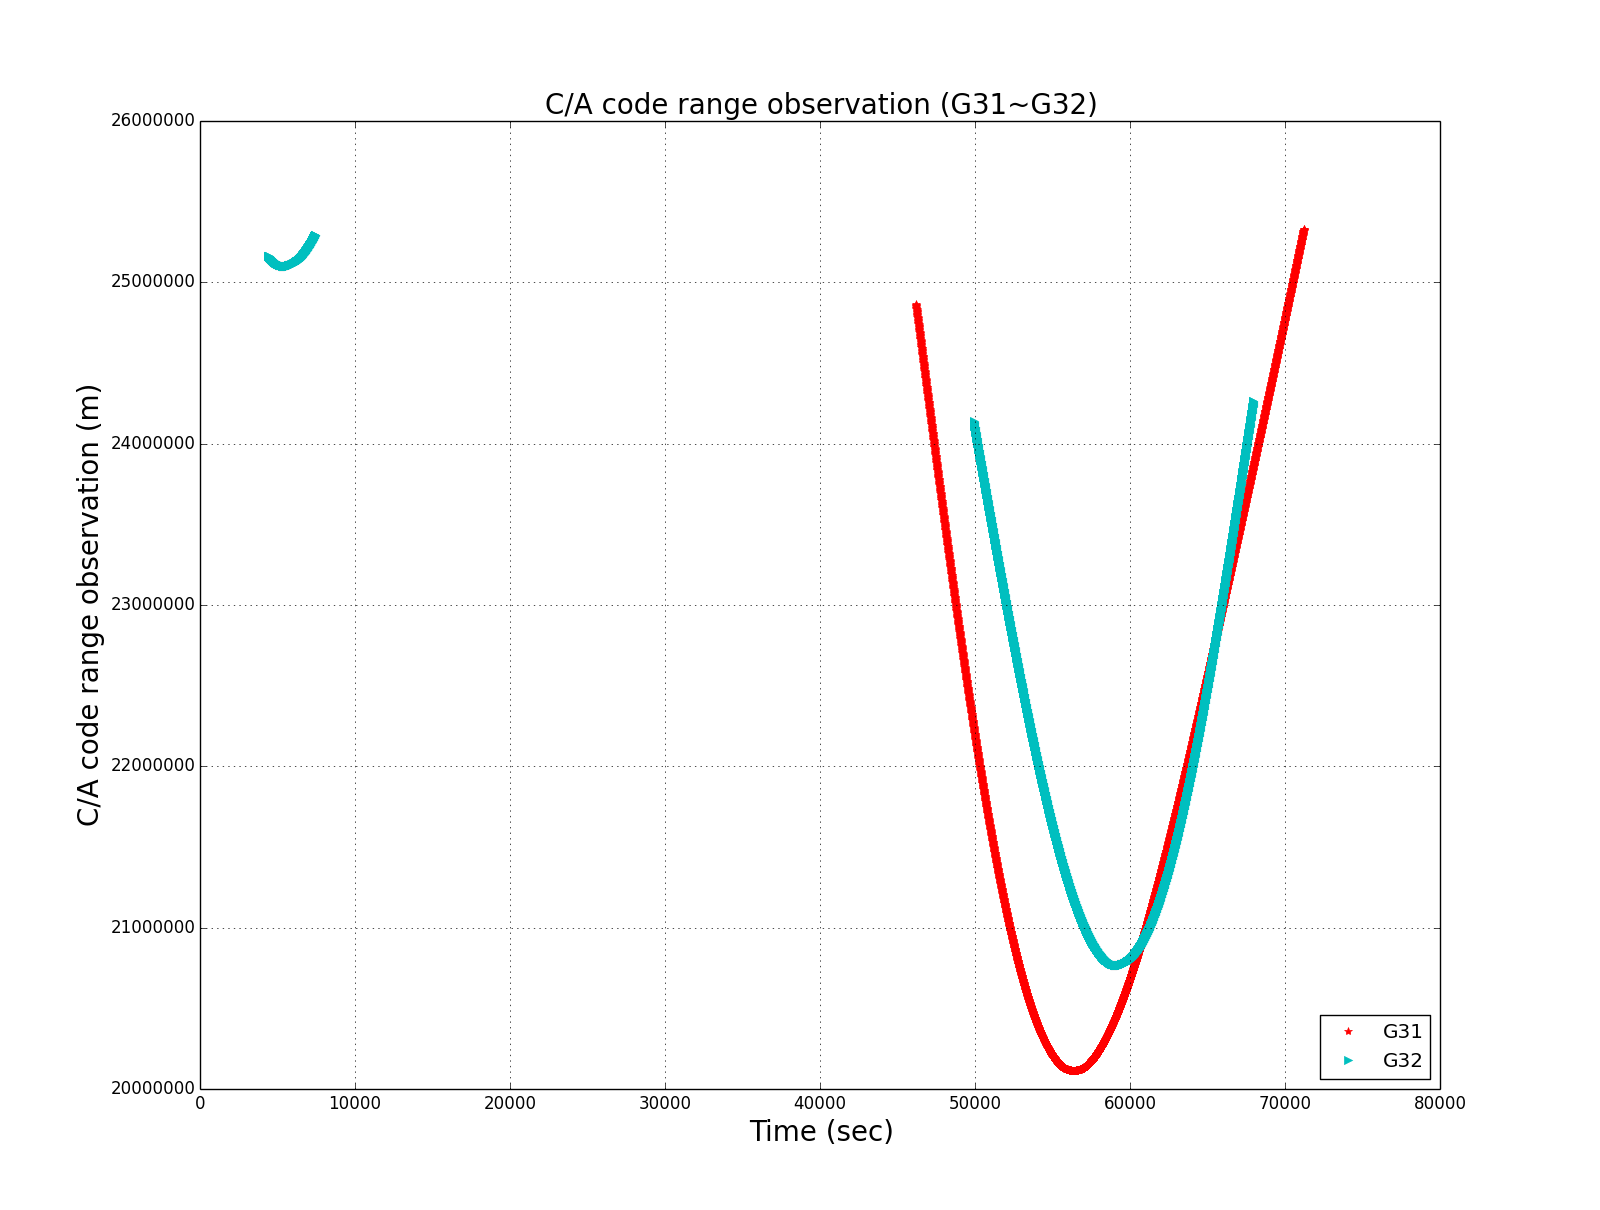 C/A code range observation (G31~G32)
26000000
25000000
24000000
23000000
22000000
21000000
20000000
C/A code range observation (m)
0 10000 20000 30000 40000 50000 60000 70000 80000
Time (sec)
G31
G32